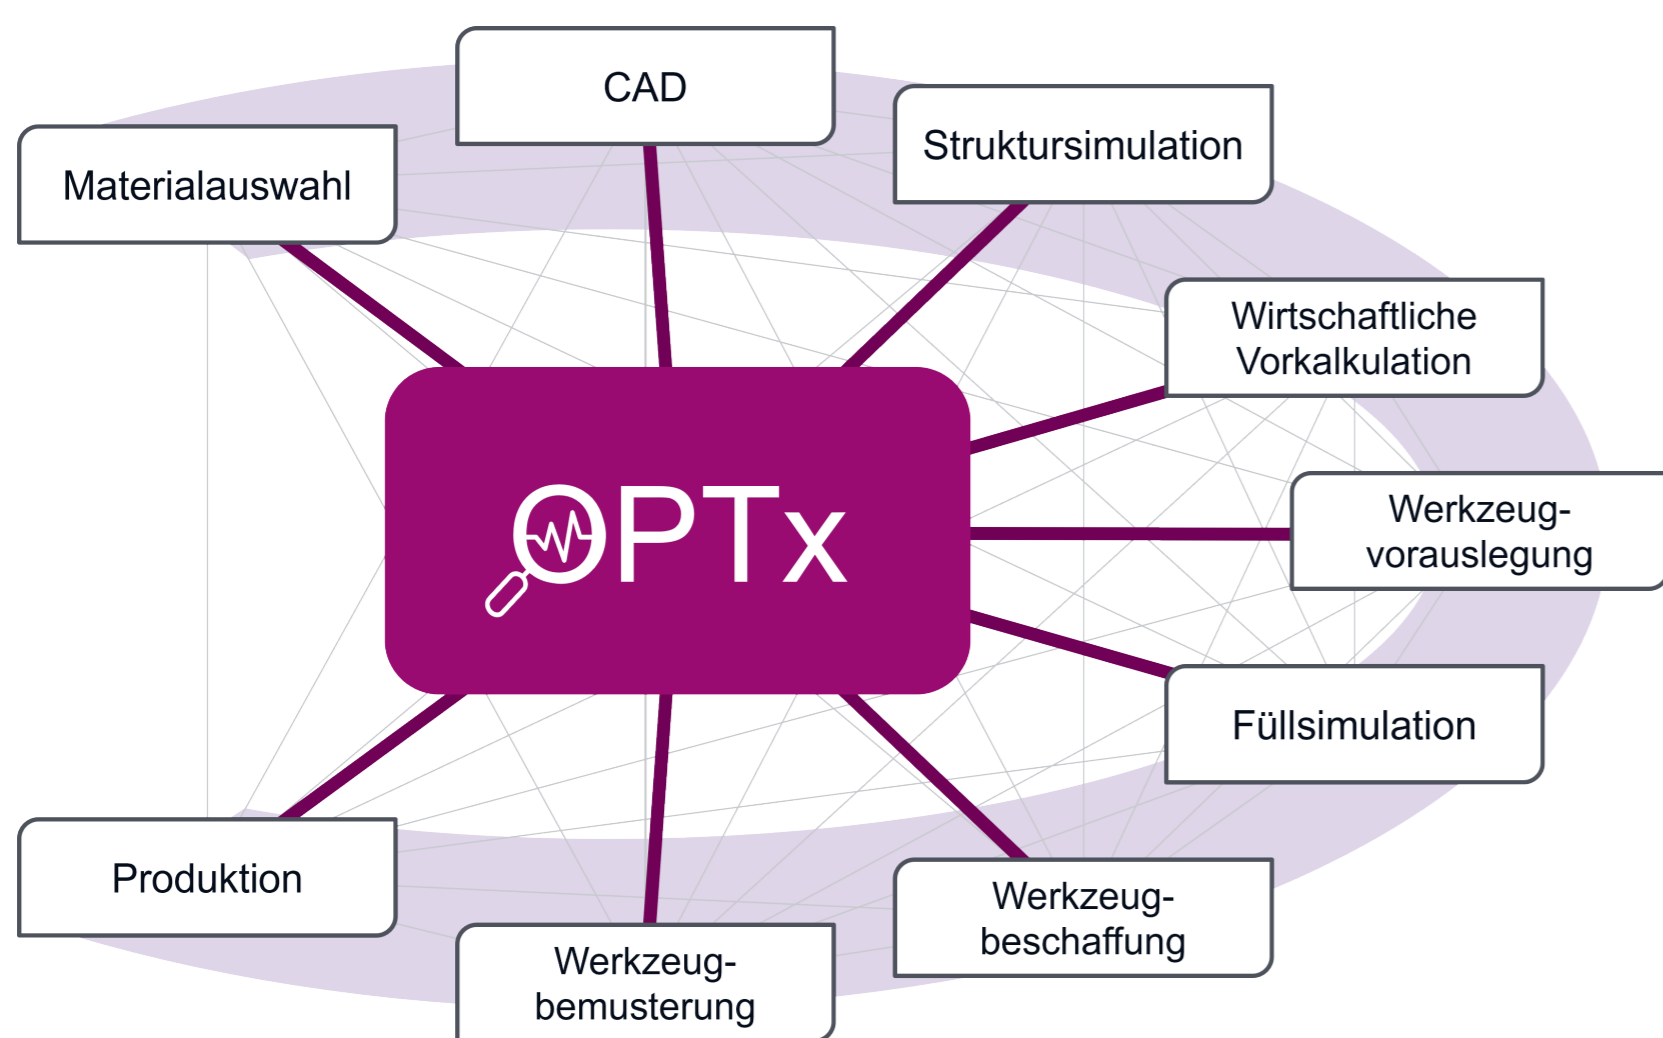 CAD
Struktursimulation
Materialauswahl
Wirtschaftliche
Vorkalkulation
OPTx
Werkzeug-
vorauslegung
Füllsimulation
Produktion
Werkzeug-
beschaffung
Werkzeug-
bemusterung